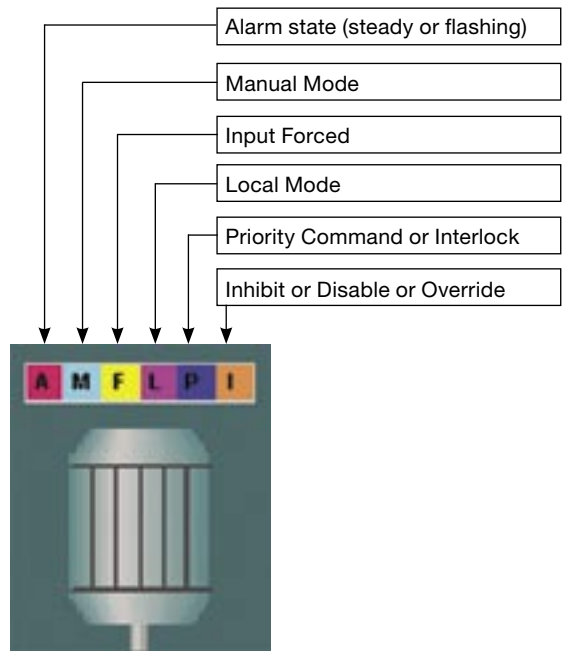 Alarm state (steady or flashing)
Manual Mode
Input Forced
Local Mode
Priority Command or Interlock
Inhibit or Disable or Override
A M F L P I